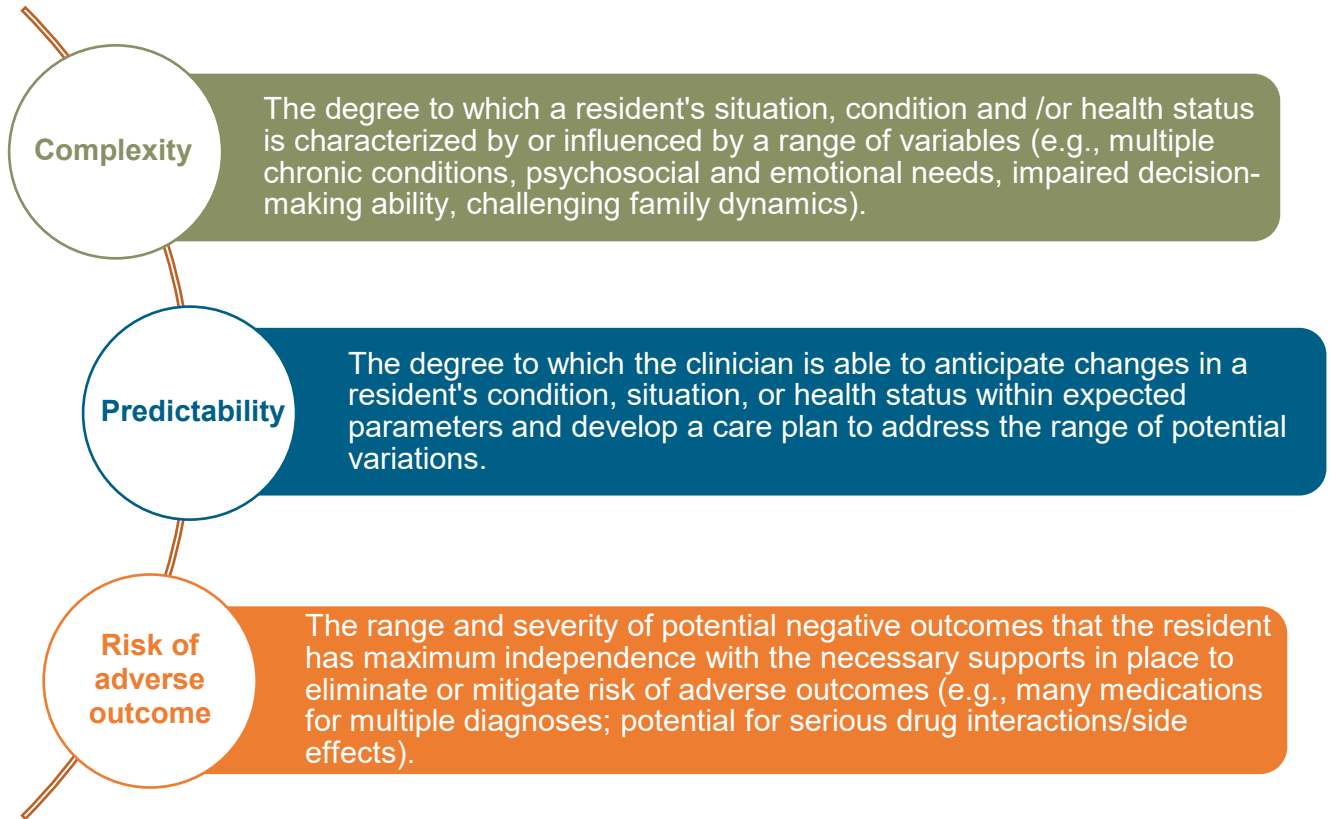 Complexity
The degree to which a resident's situation, condition and /or health status
is characterized by or influenced by a range of variables (e.g., multiple
chronic conditions, psychosocial and emotional needs, impaired decision-
making ability, challenging family dynamics).
Predictability
The degree to which the clinician is able to anticipate changes in a
resident's condition, situation, or health status within expected
parameters and develop a care plan to address the range of potential
variations.
Risk of
adverse
outcome
The range and severity of potential negative outcomes that the resident
has maximum independence with the necessary supports in place to
eliminate or mitigate risk of adverse outcomes (e.g., many medications
for multiple diagnoses; potential for serious drug interactions/side
effects).